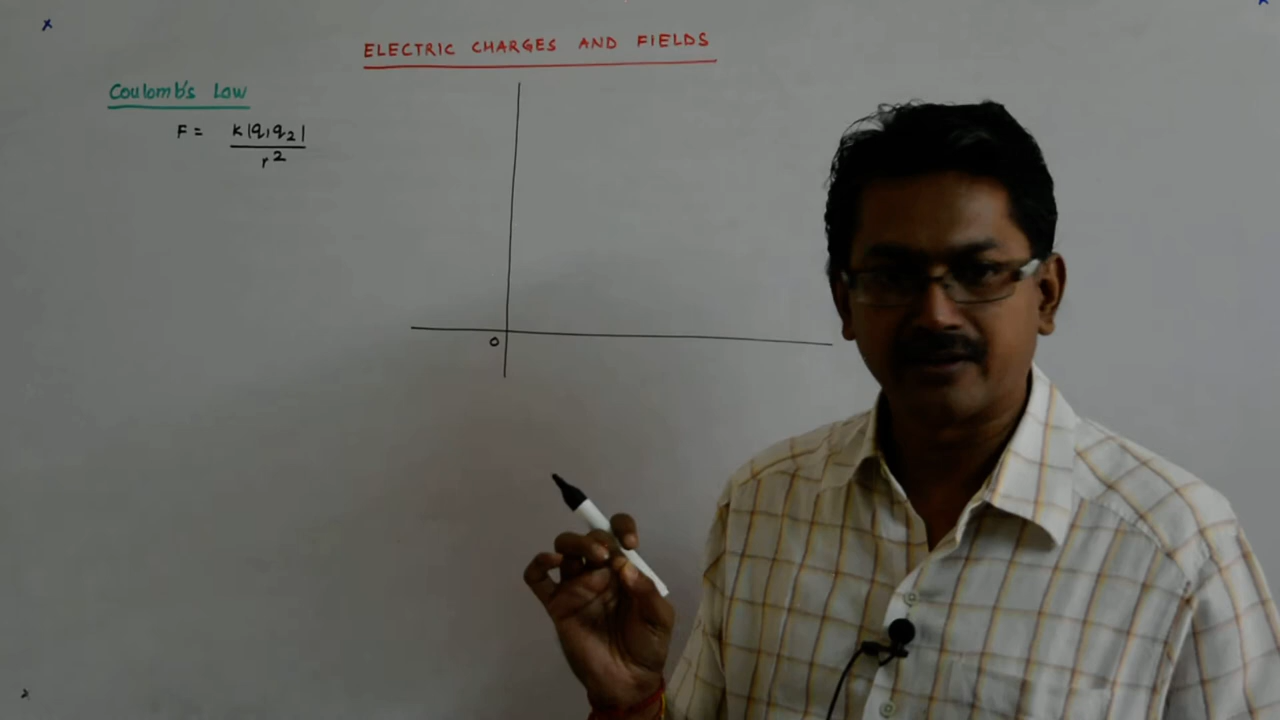 ELECTRIC CHARGES AND FIELDS
Coulomb's Law
F = k|q₁q₂| / r²
O